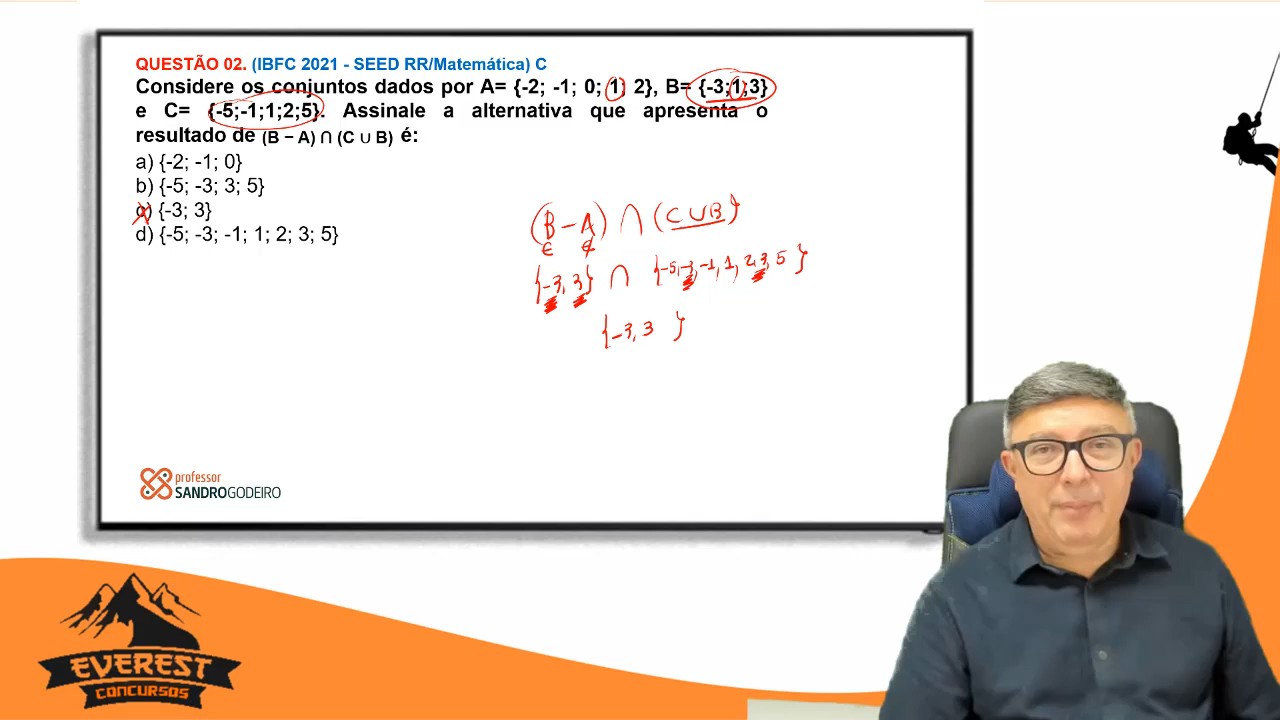 QUESTÃO 02. (IBFC 2021 - SEED RR/Matemática) C
Considere os conjuntos dados por A= {-2; -1; 0; 1; 2}, B= {-3;1;3}
e C= {-5;-1;1;2;5}. Assinale a alternativa que apresenta o
resultado de (B − A) ∩ (C ∪ B) é:
a) {-2; -1; 0}
b) {-5; -3; 3; 5}
c) {-3; 3}
d) {-5; -3; -1; 1; 2; 3; 5}
(B − A) ∩ (C ∪ B)
∈ ∉
{-3, 3} ∩ {-5,-3,-1,1,2,3,5}
{-3, 3}
professor
SANDROGODEIRO
EVEREST
CONCURSOS